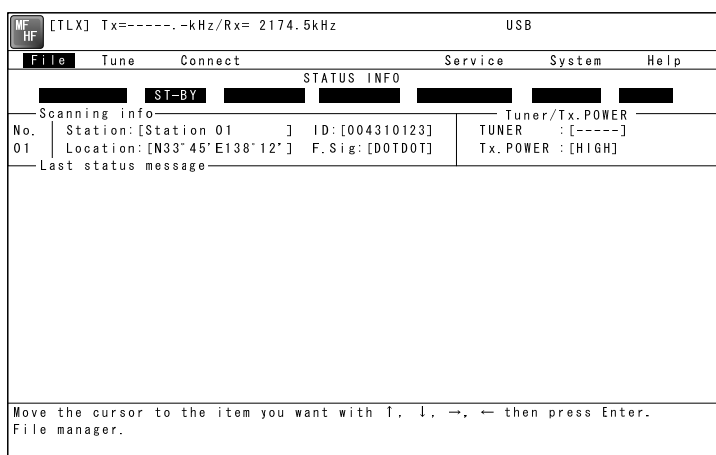 MF HF [TLX] Tx=-----.-kHz/Rx= 2174.5kHz USB
File Tune Connect Service System Help
STATUS INFO
ST-BY
Scanning info Tuner/Tx.POWER
No. Station:[Station 01 ] ID:[004310123] TUNER :[-----]
01 Location:[N33°45'E138°12'] F.Sig:[DOTDOT] Tx.POWER :[HIGH]
Last status message
Move the cursor to the item you want with ↑, ↓, →, ← then press Enter.
File manager.